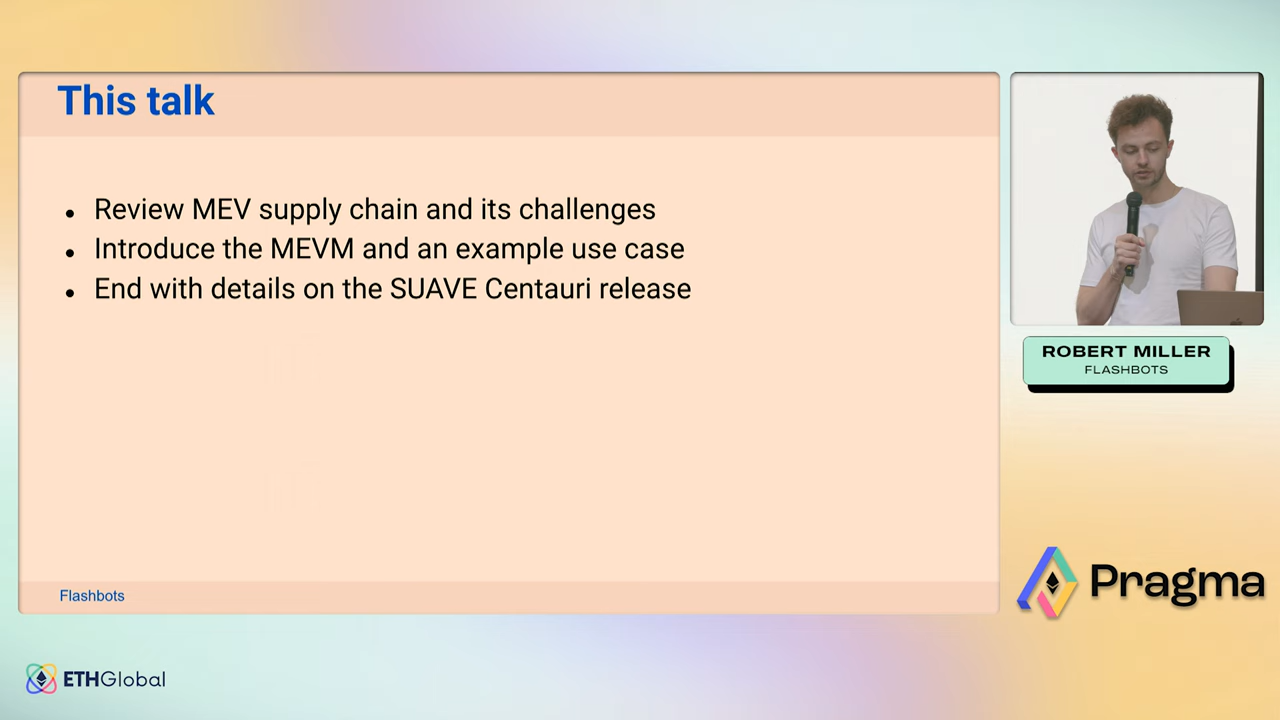 This talk
● Review MEV supply chain and its challenges
● Introduce the MEVM and an example use case
● End with details on the SUAVE Centauri release
Flashbots
ROBERT MILLER
FLASHBOTS
Pragma
ETHGlobal